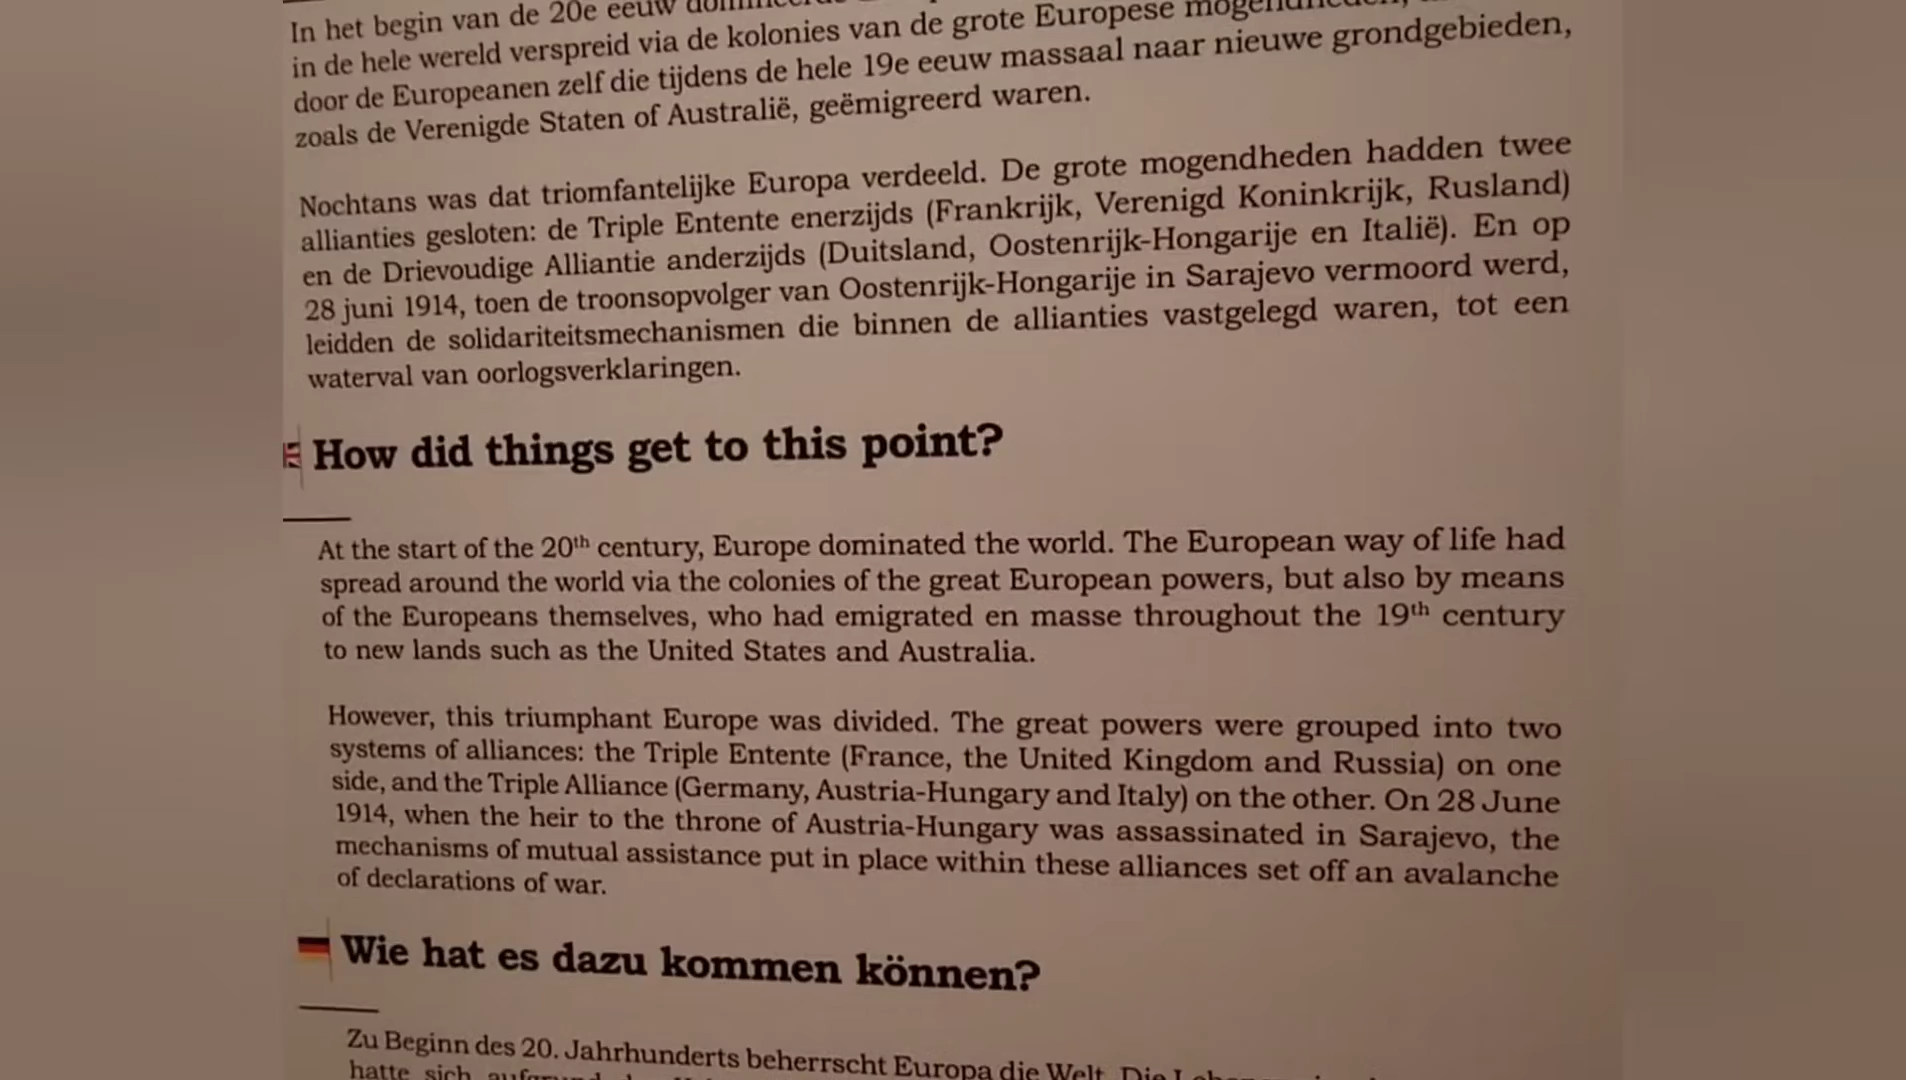 In het begin van de 20e eeuw
in de hele wereld verspreid via de kolonies van de grote Europese mogendheden,
door de Europeanen zelf die tijdens de hele 19e eeuw massaal naar nieuwe grondgebieden,
zoals de Verenigde Staten of Australië, geëmigreerd waren.
Nochtans was dat triomfantelijke Europa verdeeld. De grote mogendheden hadden twee
allianties gesloten: de Triple Entente enerzijds (Frankrijk, Verenigd Koninkrijk, Rusland)
en de Drievoudige Alliantie anderzijds (Duitsland, Oostenrijk-Hongarije en Italië). En op
28 juni 1914, toen de troonsopvolger van Oostenrijk-Hongarije in Sarajevo vermoord werd,
leidden de solidariteitsmechanismen die binnen de allianties vastgelegd waren, tot een
waterval van oorlogsverklaringen.
How did things get to this point?
At the start of the 20th century, Europe dominated the world. The European way of life had
spread around the world via the colonies of the great European powers, but also by means
of the Europeans themselves, who had emigrated en masse throughout the 19th century
to new lands such as the United States and Australia.
However, this triumphant Europe was divided. The great powers were grouped into two
systems of alliances: the Triple Entente (France, the United Kingdom and Russia) on one
side, and the Triple Alliance (Germany, Austria-Hungary and Italy) on the other. On 28 June
1914, when the heir to the throne of Austria-Hungary was assassinated in Sarajevo, the
mechanisms of mutual assistance put in place within these alliances set off an avalanche
of declarations of war.
Wie hat es dazu kommen können?
Zu Beginn des 20. Jahrhunderts beherrscht Europa die Welt. Die
hatte sich